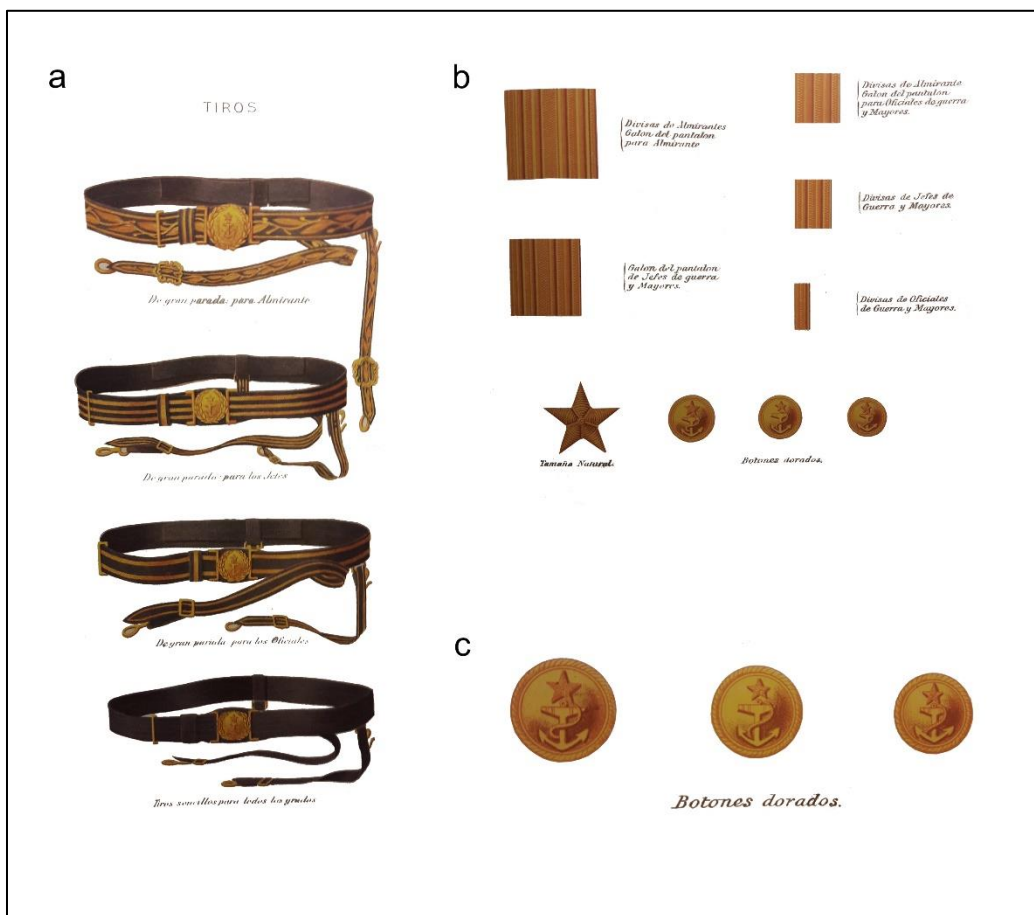 a
TIROS
De gran parada para Almirante
De gran parada para los Jefes
De gran parada para los Oficiales
Tiros sencillos para todos los grados
b
Divisas de Almirantes
Galon del pantalon
para Almirante
Galon del pantalon
de Jefes de guerra
y Mayores.
Divisas de Almirante
Galon del pantalon
para Oficiales de guerra
y Mayores.
Divisas de Jefes de
Guerra y Mayores.
Divisas de Oficiales
de Guerra y Mayores.
Tamaño Natural.
Botones dorados.
c
Botones dorados.